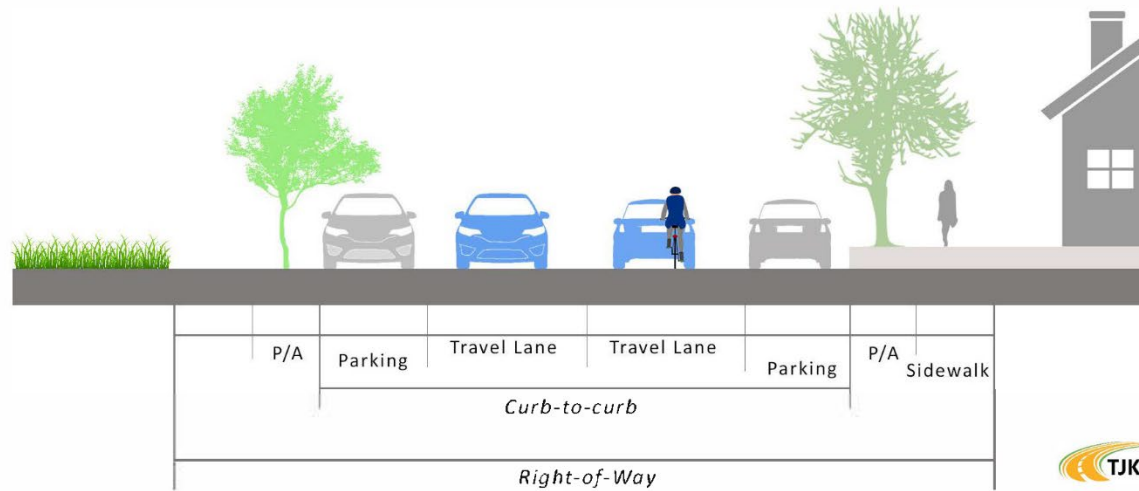 P/A
Parking
Travel Lane
Travel Lane
Parking
P/A
Sidewalk
Curb-to-curb
Right-of-Way
TJK